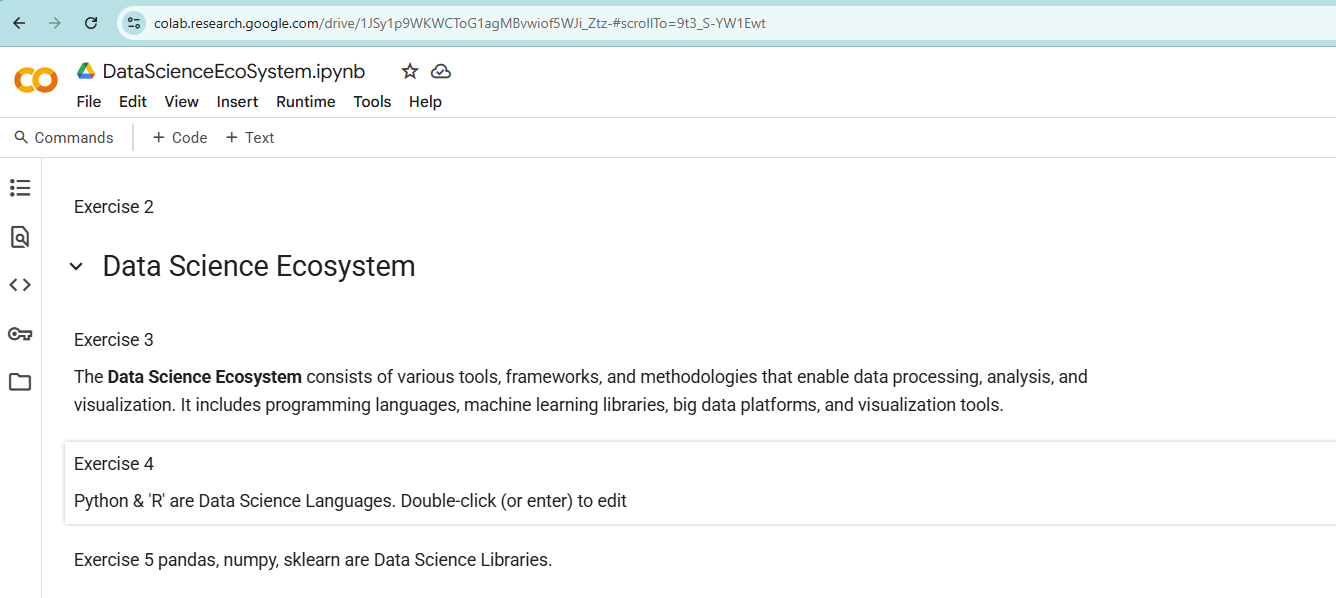 colab.research.google.com/drive/1JSy1p9WKWCToG1agMBvwiof5WJi_Ztz-#scrollTo=9t3_S-YW1Ewt
DataScienceEcoSystem.ipynb
File Edit View Insert Runtime Tools Help
Commands + Code + Text
Exercise 2
Data Science Ecosystem
Exercise 3
The Data Science Ecosystem consists of various tools, frameworks, and methodologies that enable data processing, analysis, and
visualization. It includes programming languages, machine learning libraries, big data platforms, and visualization tools.
Exercise 4
Python & 'R' are Data Science Languages. Double-click (or enter) to edit
Exercise 5 pandas, numpy, sklearn are Data Science Libraries.